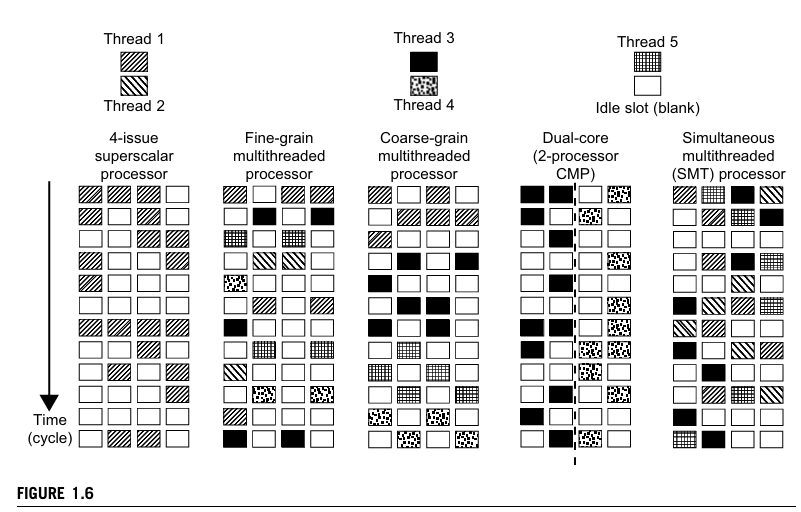 Thread 1
Thread 2
Thread 3
Thread 4
Thread 5
Idle slot (blank)
4-issue
superscalar
processor
Fine-grain
multithreaded
processor
Coarse-grain
multithreaded
processor
Dual-core
(2-processor
CMP)
Simultaneous
multithreaded
(SMT) processor
Time
(cycle)
FIGURE 1.6